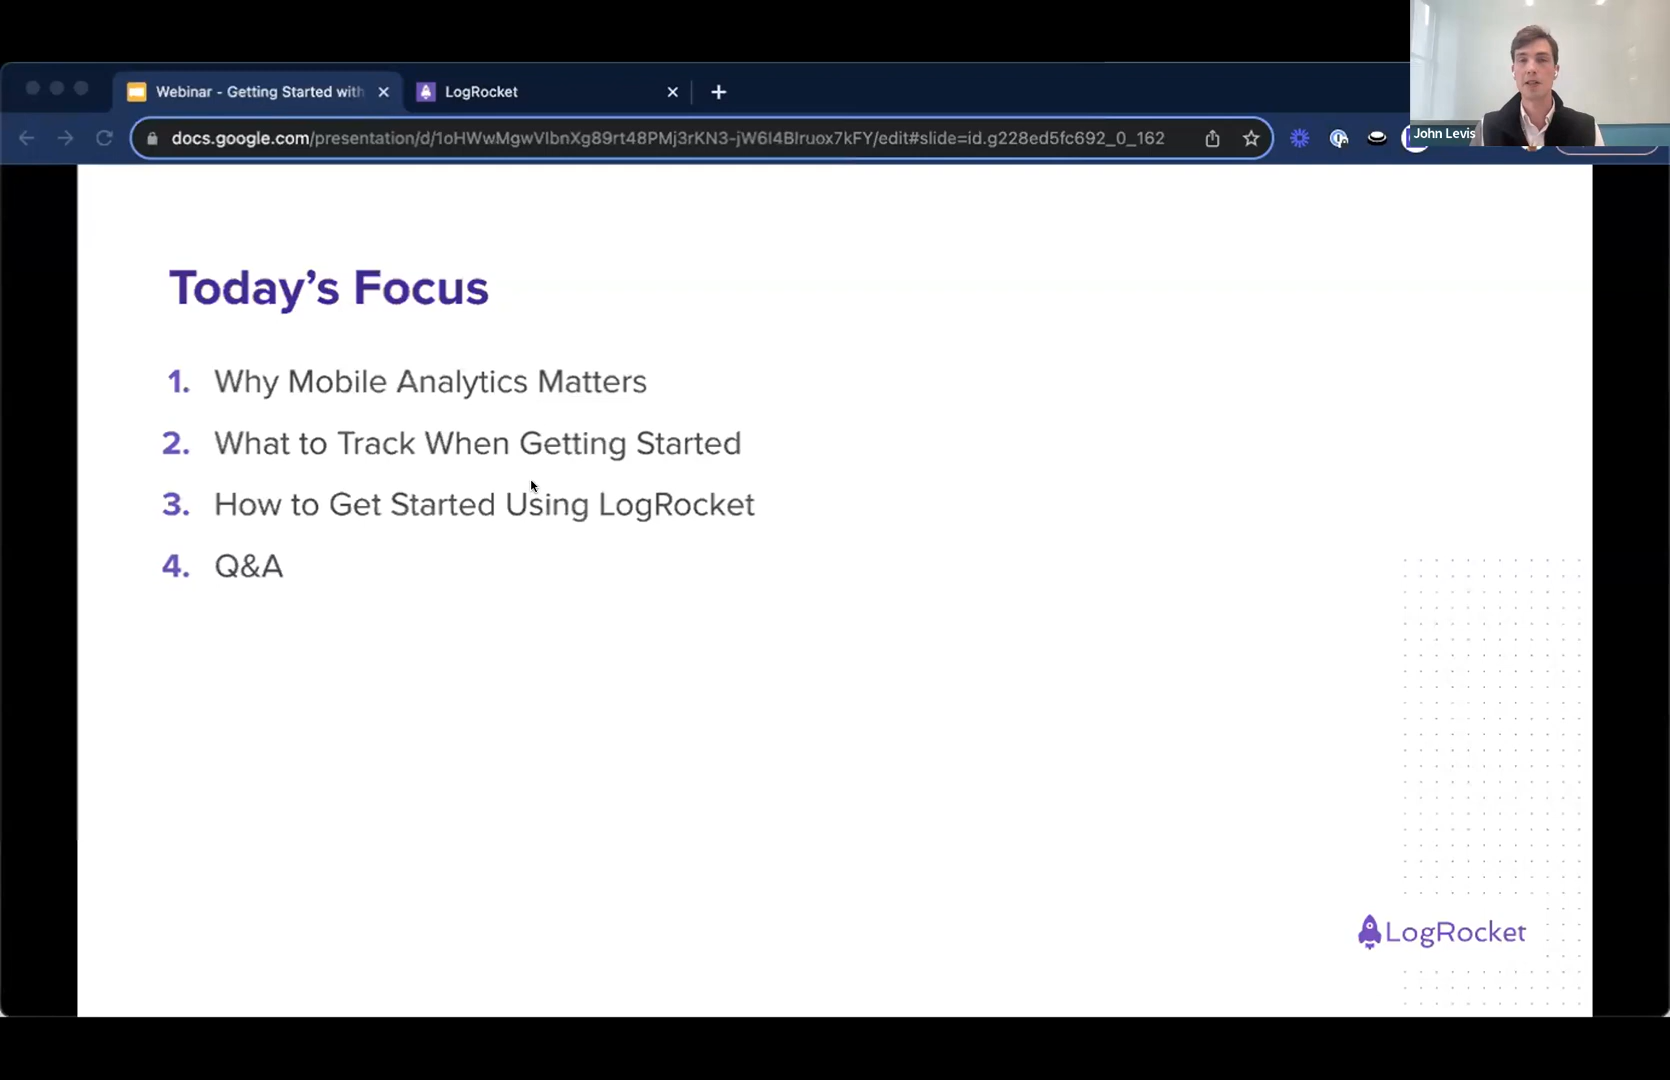 Webinar - Getting Started with
LogRocket
docs.google.com/presentation/d/1oHWwMgwVlbnXg89rt48PMj3rKN3-jW6l4Blruox7kFY/edit#slide=id.g228ed5fc692_0_162
John Levis
Today’s Focus
1. Why Mobile Analytics Matters
2. What to Track When Getting Started
3. How to Get Started Using LogRocket
4. Q&A
LogRocket